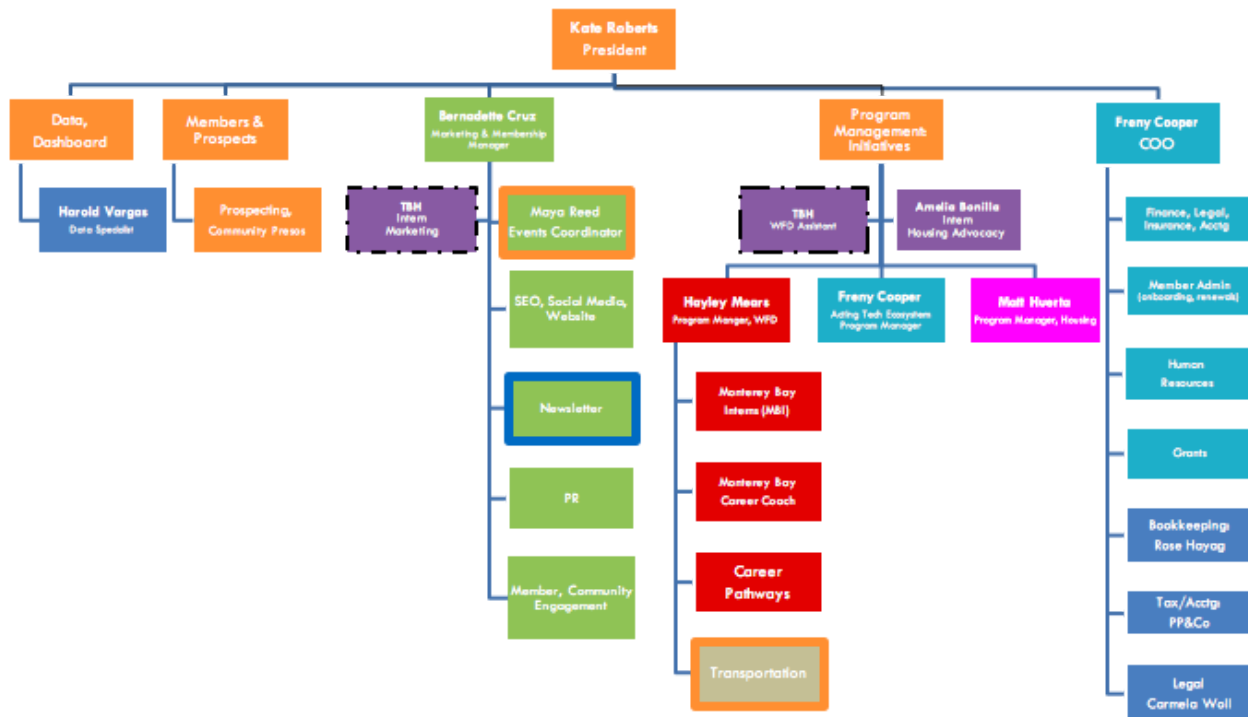 Kate Roberts
President
Data,
Dashboard
Members &
Prospects
Bernadette Cruz
Marketing & Membership
Manager
Program
Management:
Initiatives
Freny Cooper
COO
Harold Vargas
Data Specialist
Prospecting,
Community Presos
TBH
Intern
Marketing
Maya Reed
Events Coordinator
SEO, Social Media,
Website
Newsletter
PR
Member, Community
Engagement
TBH
WFD Assistant
Amelia Bonilla
Intern
Housing Advocacy
Hayley Mears
Program Manger, WFD
Freny Cooper
Acting Tech Ecosystem
Program Manager
Matt Huerta
Program Manager, Housing
Monterey Bay
Interns (MBI)
Monterey Bay
Career Coach
Career
Pathways
Transportation
Finance, Legal,
Insurance, Acctg
Member Admin
(onboarding, renewals)
Human
Resources
Grants
Bookkeeping:
Rose Hayag
Tax/Acctg:
PP&Co
Legal
Carmela Woll